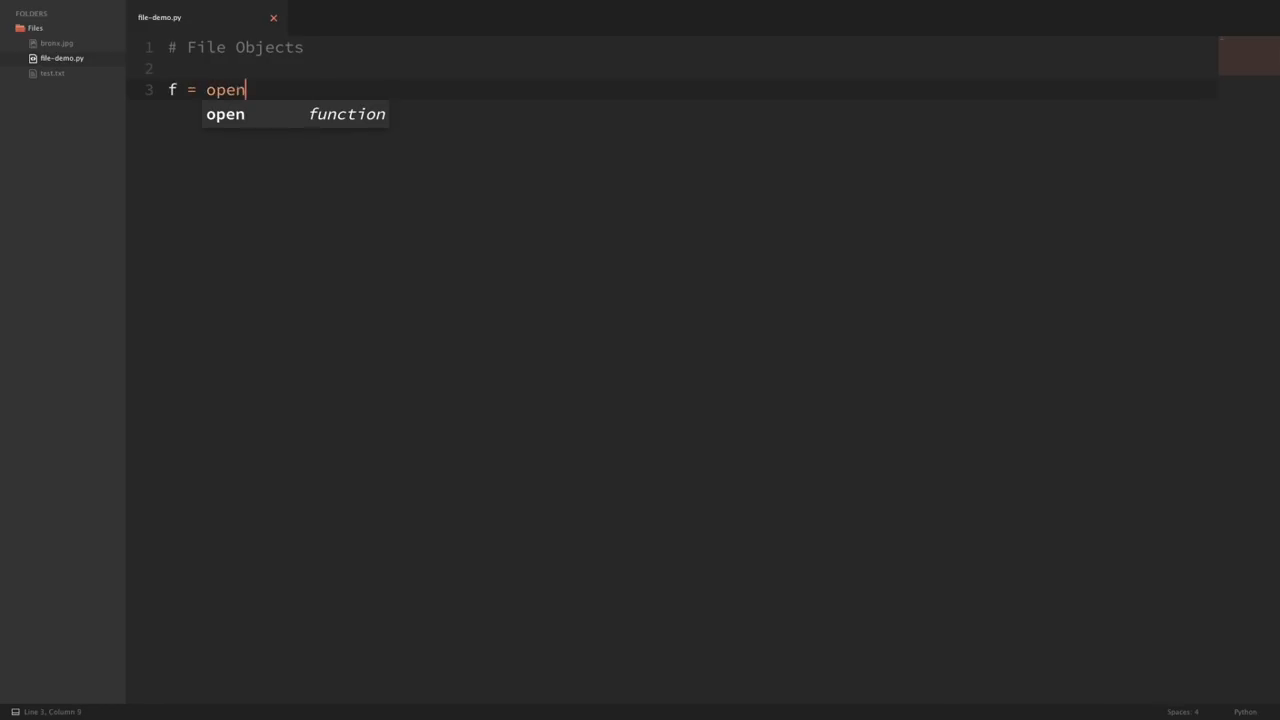 FOLDERS
Files
bronx.jpg
file-demo.py
test.txt
file-demo.py
1 # File Objects
2
3 f = open
open function
Line 3, Column 9
Spaces: 4
Python